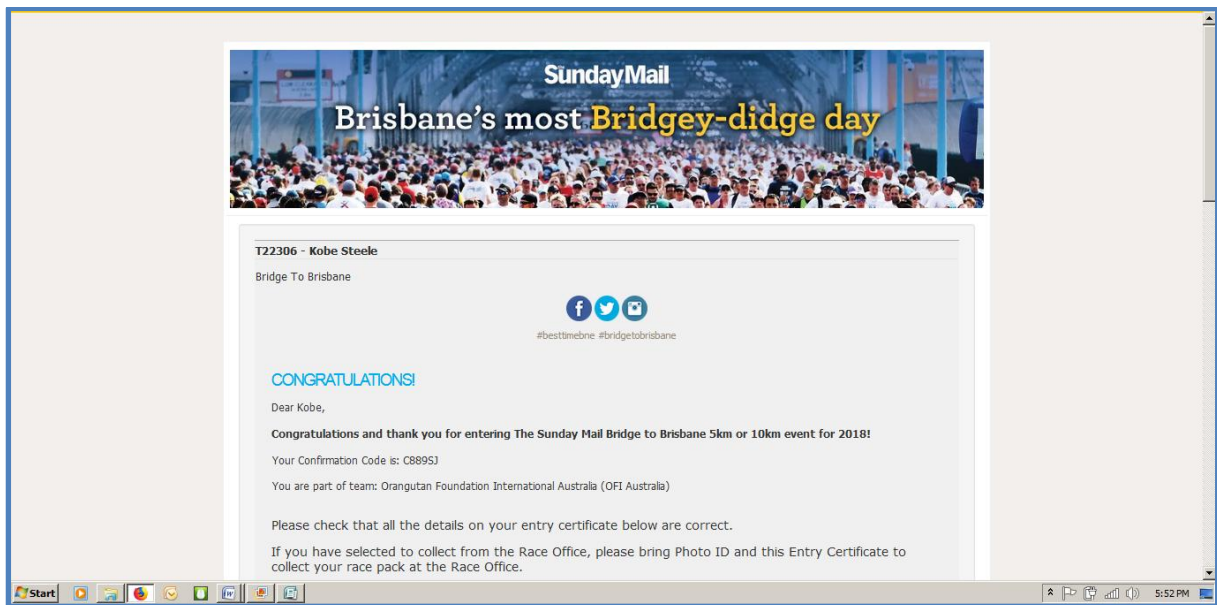 SundayMail
Brisbane's most Bridgey-didge day
T22306 - Kobe Steele
Bridge To Brisbane
#besttimebne #bridgetobrisbane
CONGRATULATIONS!
Dear Kobe,
Congratulations and thank you for entering The Sunday Mail Bridge to Brisbane 5km or 10km event for 2018!
Your Confirmation Code is: C889SJ
You are part of team: Orangutan Foundation International Australia (OFI Australia)
Please check that all the details on your entry certificate below are correct.
If you have selected to collect from the Race Office, please bring Photo ID and this Entry Certificate to
collect your race pack at the Race Office.
Start
5:52 PM